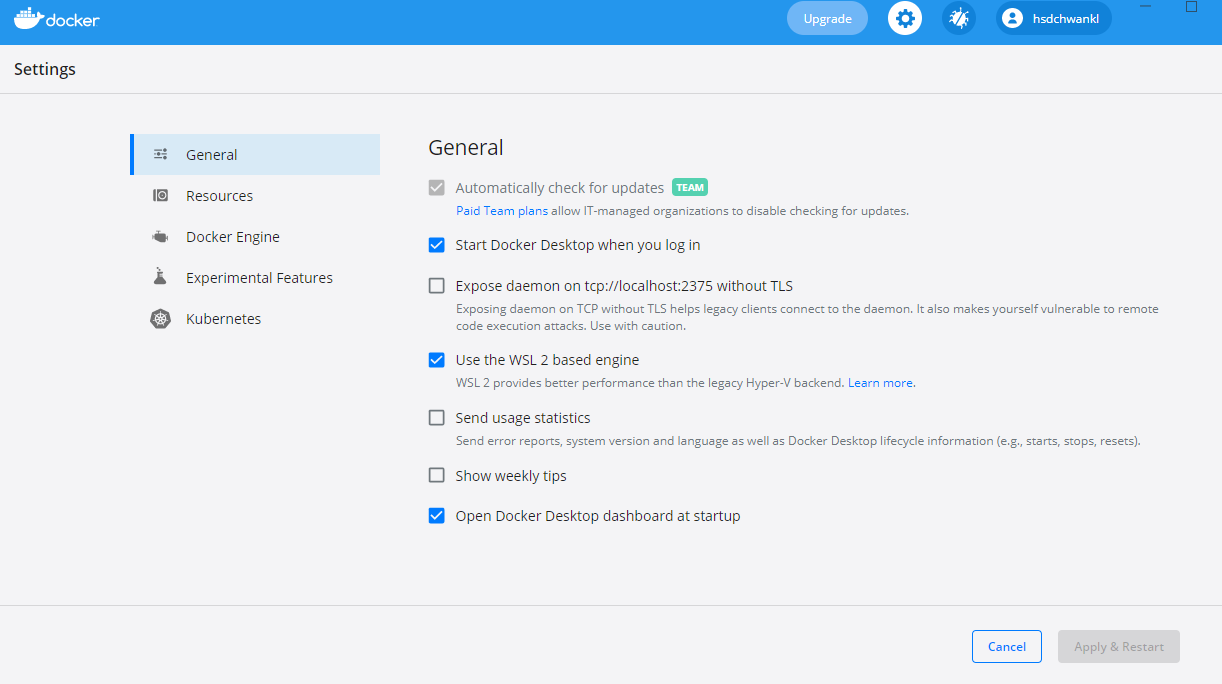 docker
Upgrade
hsdchwankl
Settings
General
Resources
Docker Engine
Experimental Features
Kubernetes
General
Automatically check for updates TEAM
Paid Team plans allow IT-managed organizations to disable checking for updates.
Start Docker Desktop when you log in
Expose daemon on tcp://localhost:2375 without TLS
Exposing daemon on TCP without TLS helps legacy clients connect to the daemon. It also makes yourself vulnerable to remote
code execution attacks. Use with caution.
Use the WSL 2 based engine
WSL 2 provides better performance than the legacy Hyper-V backend. Learn more.
Send usage statistics
Send error reports, system version and language as well as Docker Desktop lifecycle information (e.g., starts, stops, resets).
Show weekly tips
Open Docker Desktop dashboard at startup
Cancel
Apply & Restart